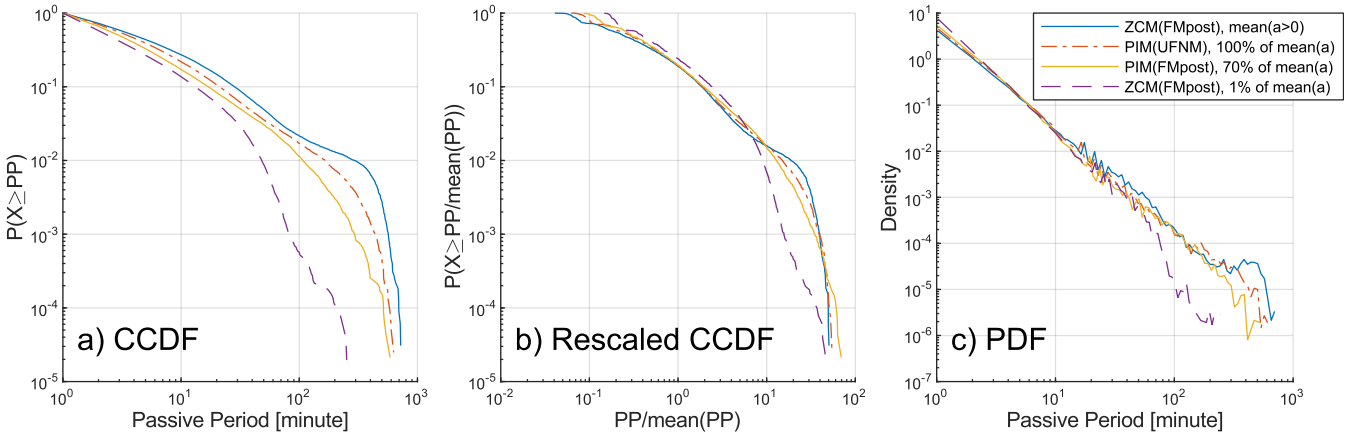 10^0
10^-1
10^-2
10^-3
10^-4
10^-5
P(X≥PP)
a) CCDF
10^0
10^1
10^2
10^3
Passive Period [minute]
10^0
10^-1
10^-2
10^-3
10^-4
10^-5
P(X≥PP/mean(PP))
b) Rescaled CCDF
10^-2
10^-1
10^0
10^1
10^2
PP/mean(PP)
10^1
10^0
10^-1
10^-2
10^-3
10^-4
10^-5
10^-6
10^-7
Density
ZCM(FMpost), mean(a>0)
PIM(UFNM), 100% of mean(a)
PIM(FMpost), 70% of mean(a)
ZCM(FMpost), 1% of mean(a)
c) PDF
10^0
10^1
10^2
10^3
Passive Period [minute]